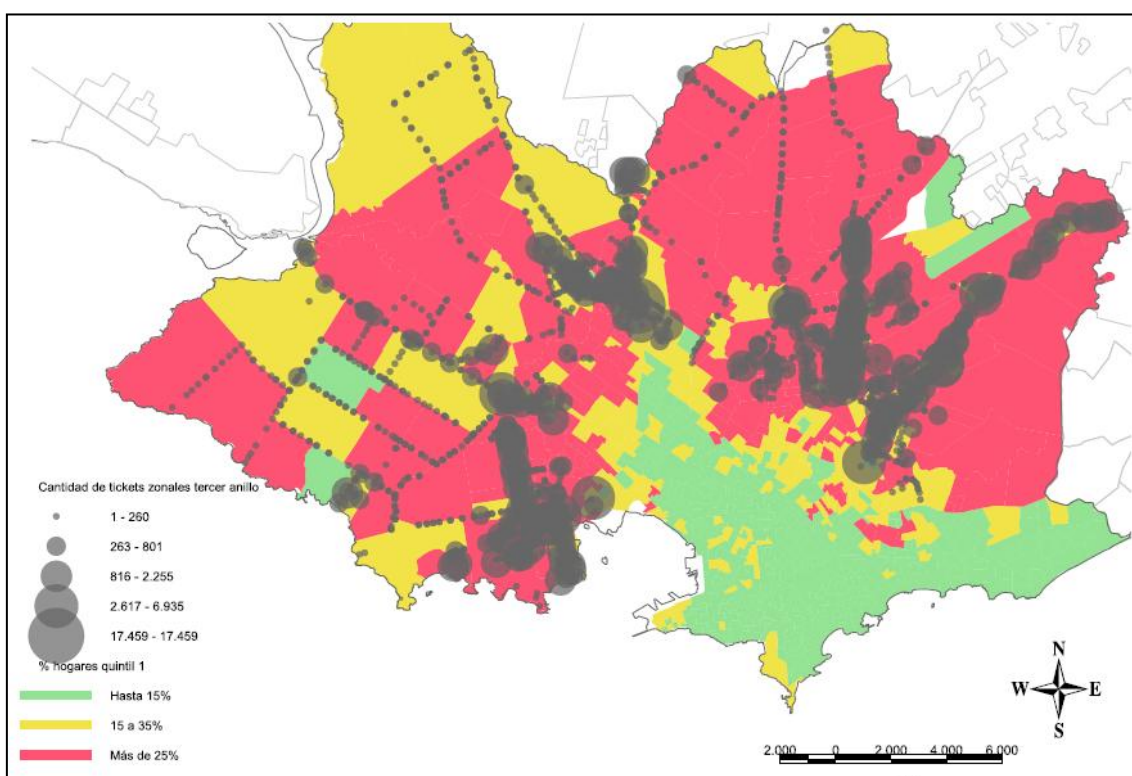 Cantidad de tickets zonales tercer anillo
1 - 260
263 - 801
816 - 2.255
2.617 - 6.935
17.459 - 17.459
% hogares quintil 1
Hasta 15%
15 a 35%
Más de 25%
N
W E
S
2.000 0 2.000 4.000 6.000